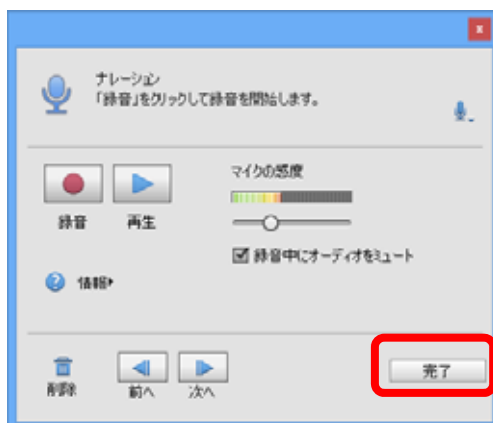 ナレーション
「録音」をクリックして録音を開始します。
マイクの感度
録音 再生
録音中にオーディオをミュート
情報
削除 前へ 次へ
完了